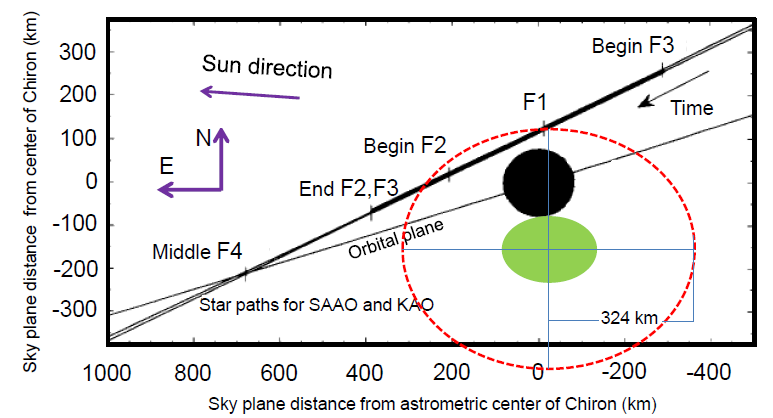 Sky plane distance from center of Chiron (km)
300
200
100
0
-100
-200
-300
Sun direction
N
E
Begin F3
Time
F1
Begin F2
End F2,F3
Orbital plane
Middle F4
Star paths for SAAO and KAO
324 km
1000
800
600
400
200
0
-200
-400
Sky plane distance from astrometric center of Chiron (km)